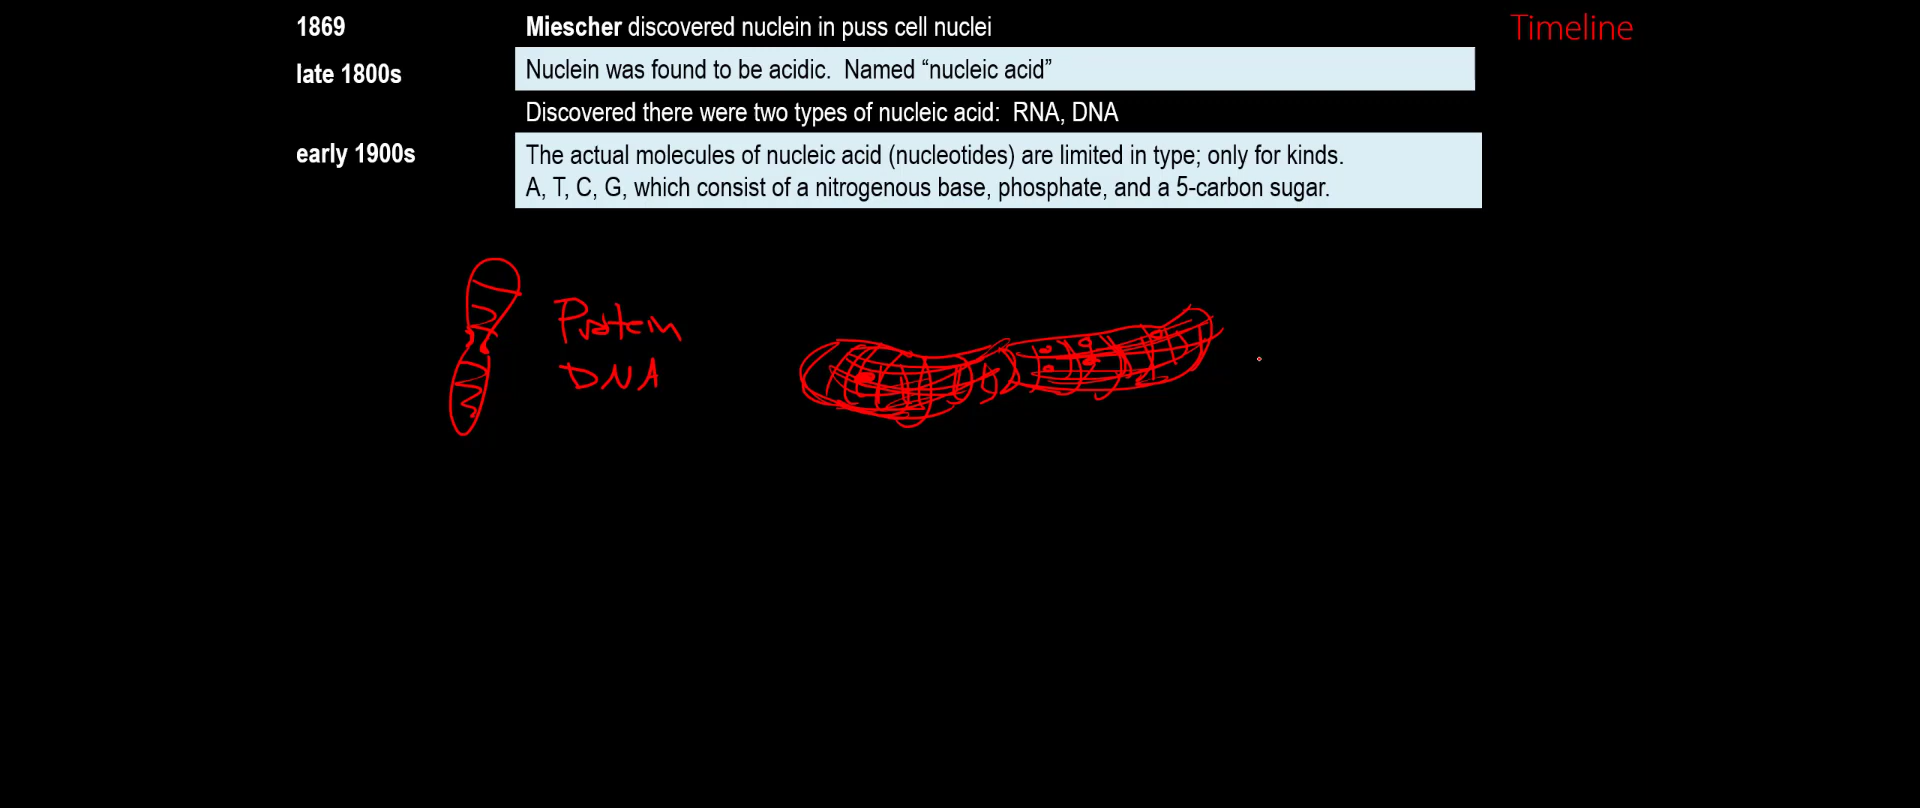 Timeline
1869
Miescher discovered nuclein in puss cell nuclei
late 1800s
Nuclein was found to be acidic. Named “nucleic acid”
Discovered there were two types of nucleic acid: RNA, DNA
early 1900s
The actual molecules of nucleic acid (nucleotides) are limited in type; only for kinds.
A, T, C, G, which consist of a nitrogenous base, phosphate, and a 5-carbon sugar.
Protein
DNA